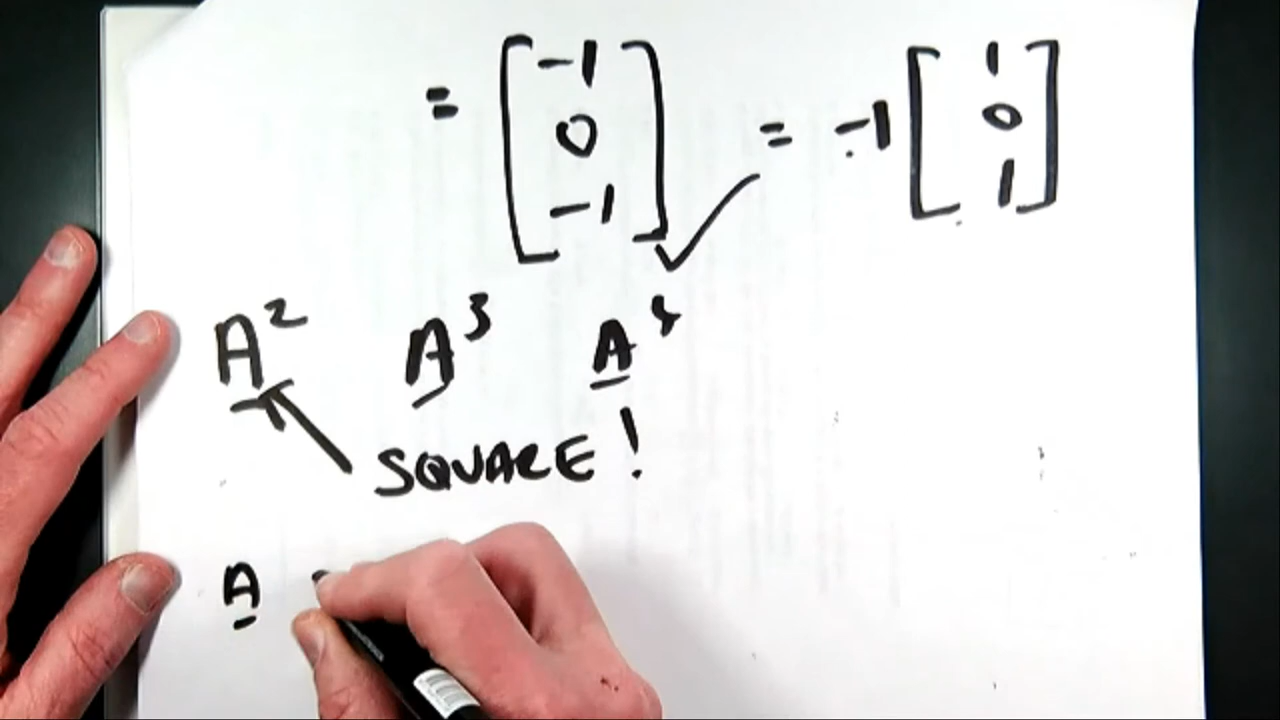 = [ -1 0 -1 ] = -1 [ 1 0 1 ]
A² A³ A⁴
SQUARE!
A